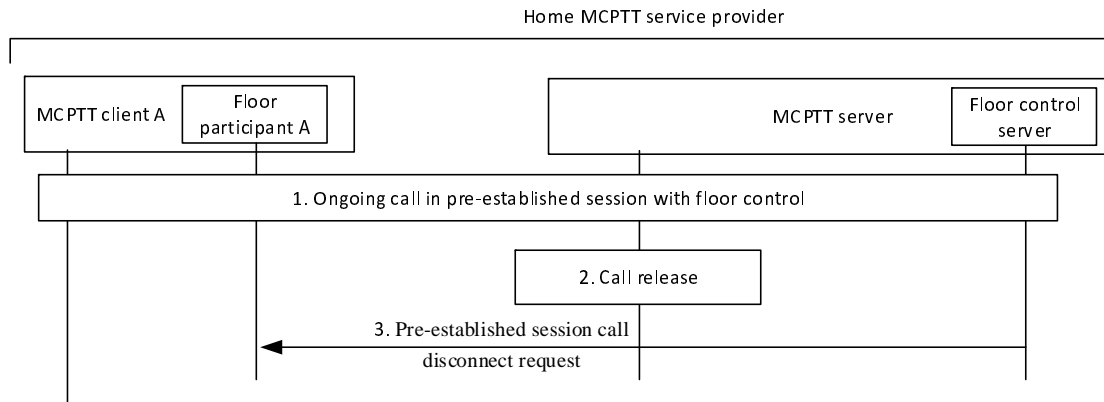 Home MCPTT service provider
MCPTT client A
Floor
participant A
MCPTT server
Floor control
server
1. Ongoing call in pre-established session with floor control
2. Call release
3. Pre-established session call
disconnect request